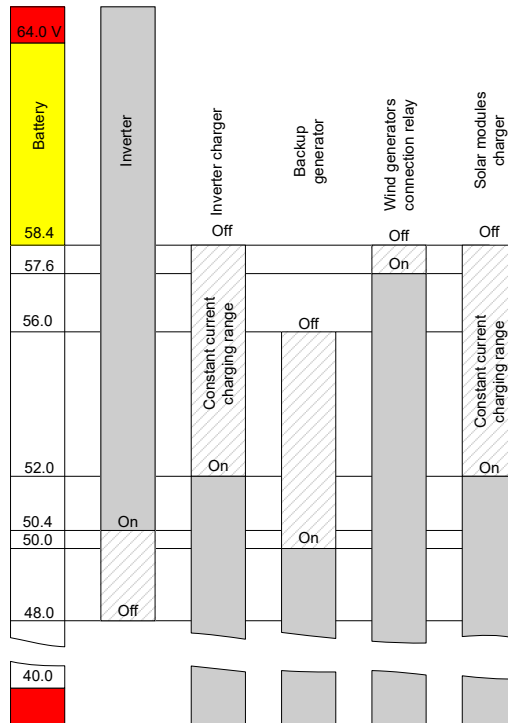 64.0 V
Battery
Inverter
Inverter charger
Backup
generator
Wind generators
connection relay
Solar modules
charger
58.4
Off
Off
Off
57.6
On
56.0
Off
Constant current
charging range
Constant current
charging range
52.0
On
On
50.4
On
50.0
On
48.0
Off
40.0